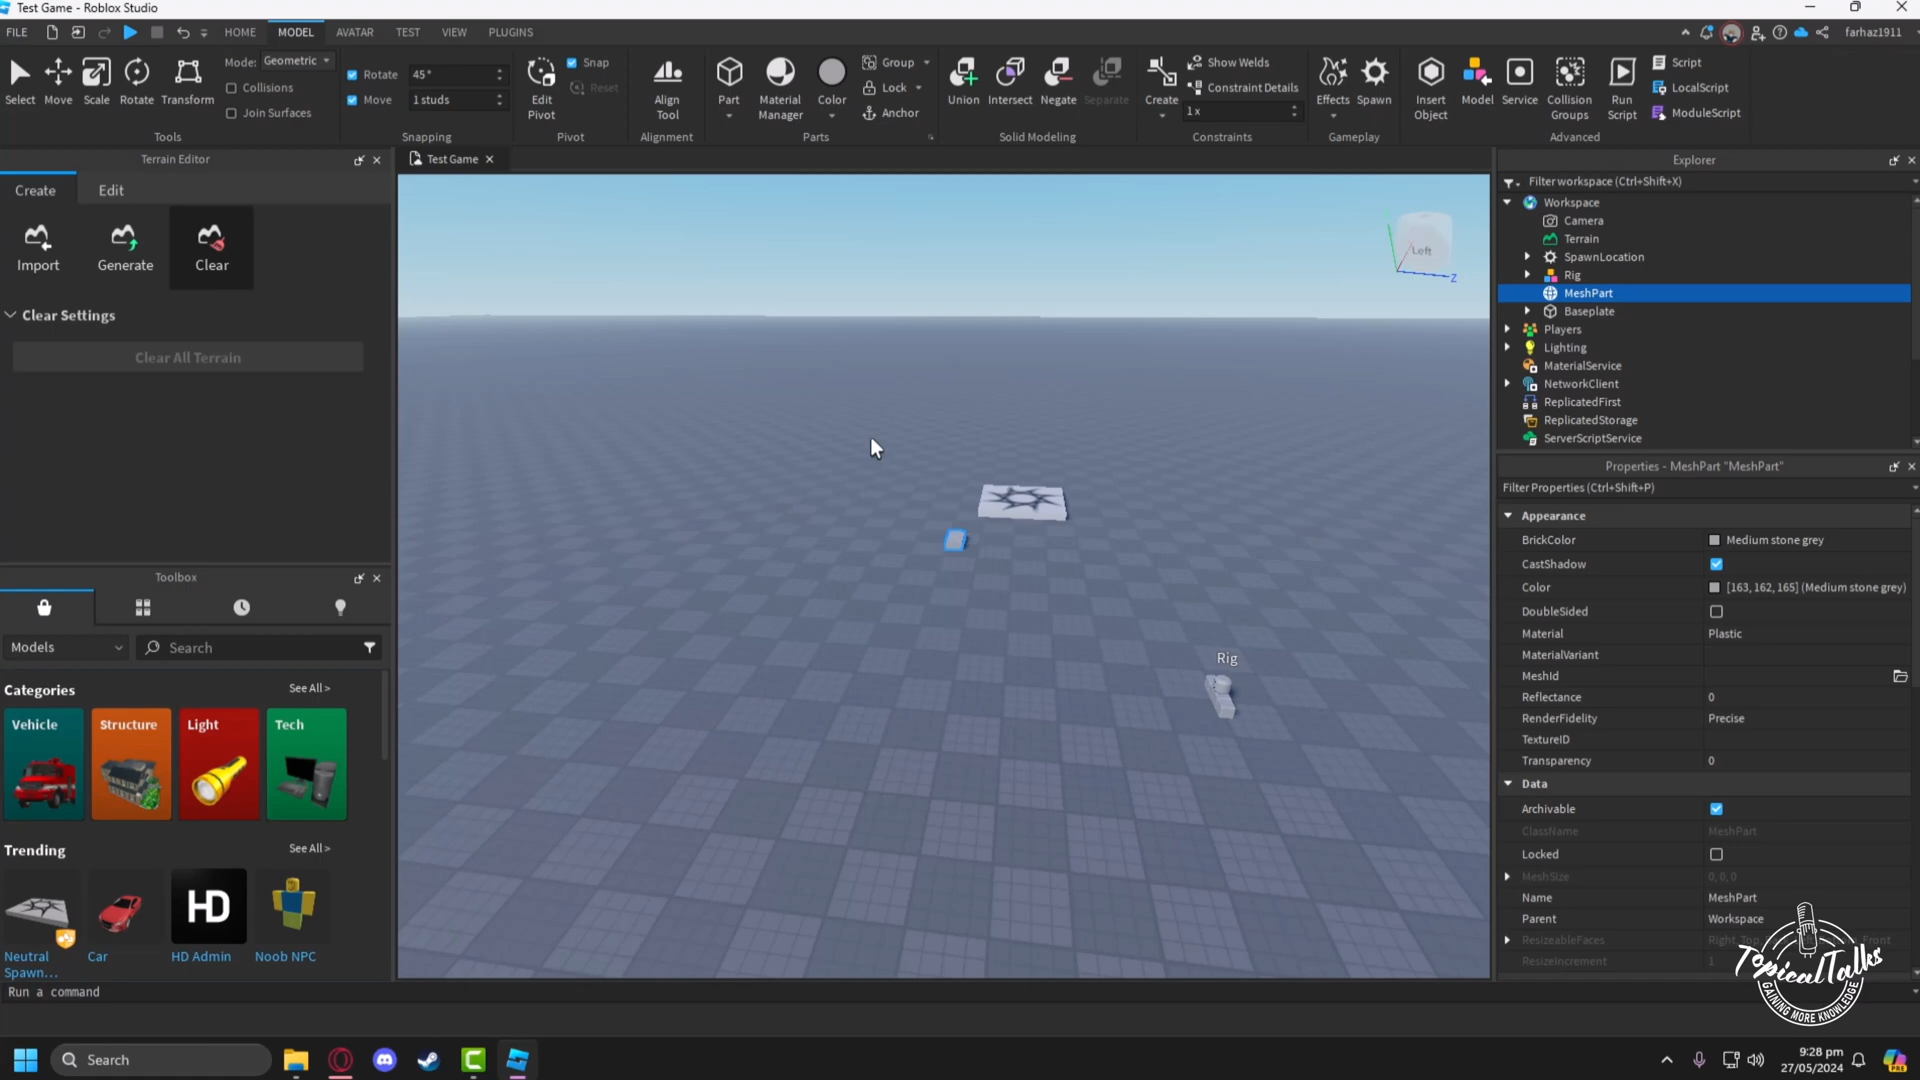 Test Game - Roblox Studio
FILE
HOME
MODEL
AVATAR
TEST
VIEW
PLUGINS
farhaz1911
Select
Move
Scale
Rotate
Transform
Mode: Geometric
Collisions
Join Surfaces
Tools
Rotate 45°
Move 1 studs
Snapping
Edit Pivot
Snap
Reset
Pivot
Align Tool
Alignment
Part
Material Manager
Color
Group
Lock
Anchor
Parts
Union
Intersect
Negate
Separate
Solid Modeling
Create
Show Welds
Constraint Details
1 x
Constraints
Effects
Spawn
Gameplay
Insert Object
Model
Service
Collision Groups
Run Script
Script
LocalScript
ModuleScript
Advanced
Terrain Editor
Create
Edit
Import
Generate
Clear
Clear Settings
Clear All Terrain
Toolbox
Models
Search
Categories
See All >
Vehicle
Structure
Light
Tech
Trending
See All >
HD
Neutral Spawn...
Car
HD Admin
Noob NPC
Test Game
Left
Z
Rig
Explorer
Filter workspace (Ctrl+Shift+X)
Workspace
Camera
Terrain
SpawnLocation
Rig
MeshPart
Baseplate
Players
Lighting
MaterialService
NetworkClient
ReplicatedFirst
ReplicatedStorage
ServerScriptService
Properties - MeshPart "MeshPart"
Filter Properties (Ctrl+Shift+P)
Appearance
BrickColor Medium stone grey
CastShadow
Color [163, 162, 165] (Medium stone grey)
DoubleSided
Material Plastic
MaterialVariant
MeshId
Reflectance 0
RenderFidelity Precise
TextureID
Transparency 0
Data
Archivable
ClassName MeshPart
Locked
MeshSize 0, 0, 0
Name MeshPart
Parent Workspace
ResizeableFaces Right, Top, Front
ResizeIncrement 1
TopicalTalks
GAINING MORE KNOWLEDGE
Run a command
Search
9:28 pm
27/05/2024
PRE